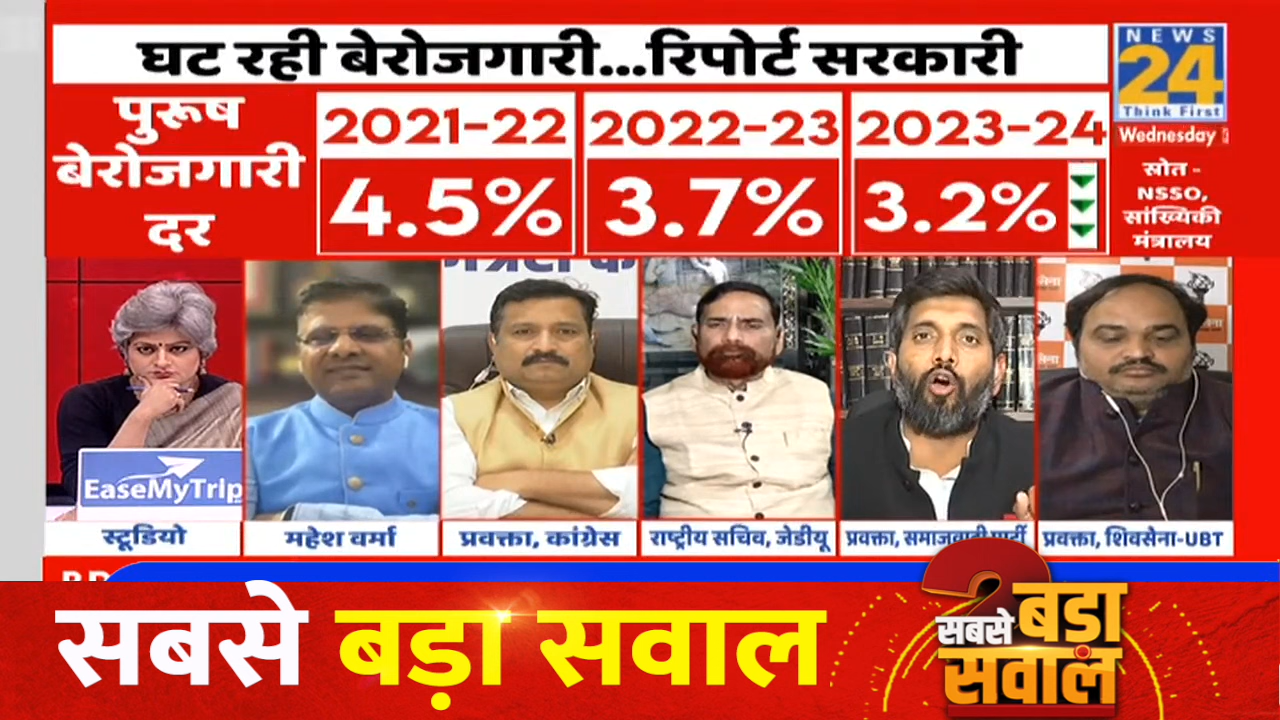 घट रही बेरोजगारी...रिपोर्ट सरकारी
NEWS
24
Think First
Wednesday
पुरूष
बेरोजगारी
दर
2021-22
2022-23
2023-24
4.5%
3.7%
3.2%
स्रोत -
NSSO,
सांख्यिकी
मंत्रालय
EaseMyTrip
स्टूडियो
महेश वर्मा
प्रवक्ता, कांग्रेस
राष्ट्रीय सचिव, जेडीयू
प्रवक्ता, समाजवादी पार्टी
प्रवक्ता, शिवसेना-UBT
सबसे बड़ा सवाल
सबसे बड़ा
सवाल